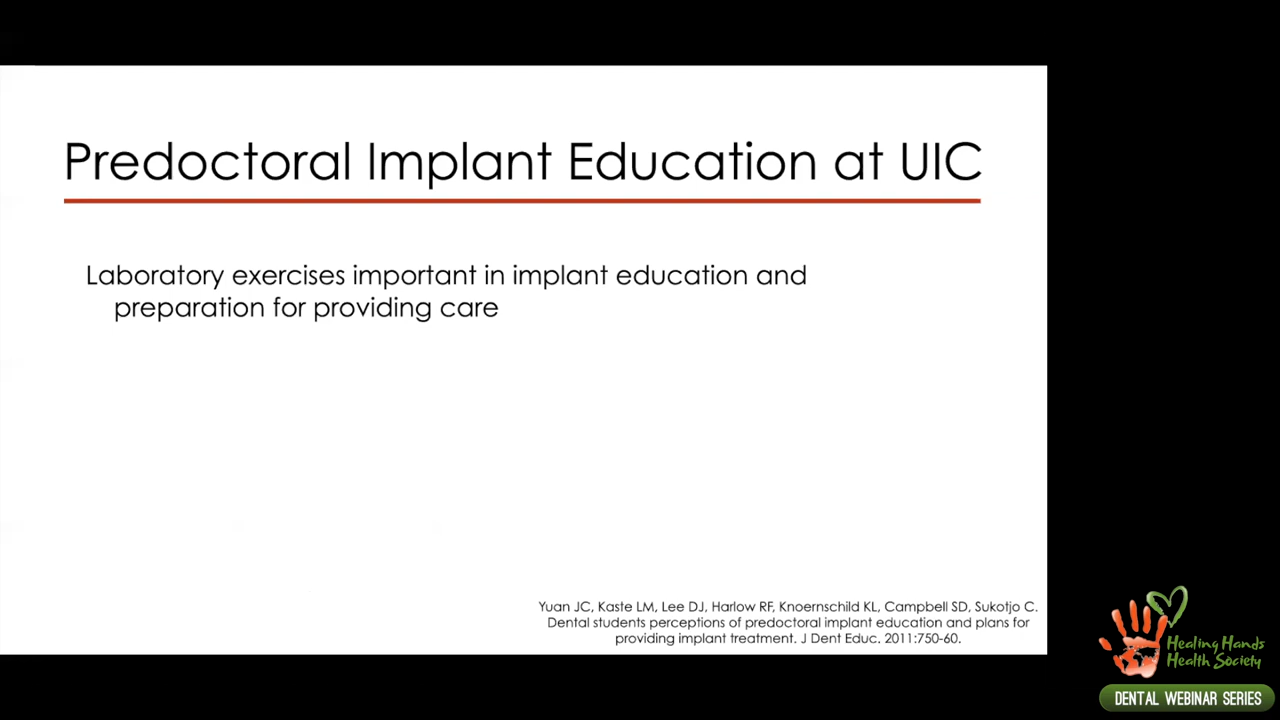 Predoctoral Implant Education at UIC
Laboratory exercises important in implant education and
preparation for providing care
Yuan JC, Kaste LM, Lee DJ, Harlow RF, Knoernschild KL, Campbell SD, Sukotjo C.
Dental students perceptions of predoctoral implant education and plans for
providing implant treatment. J Dent Educ. 2011:750-60.
Healing Hands
Health Society
DENTAL WEBINAR SERIES